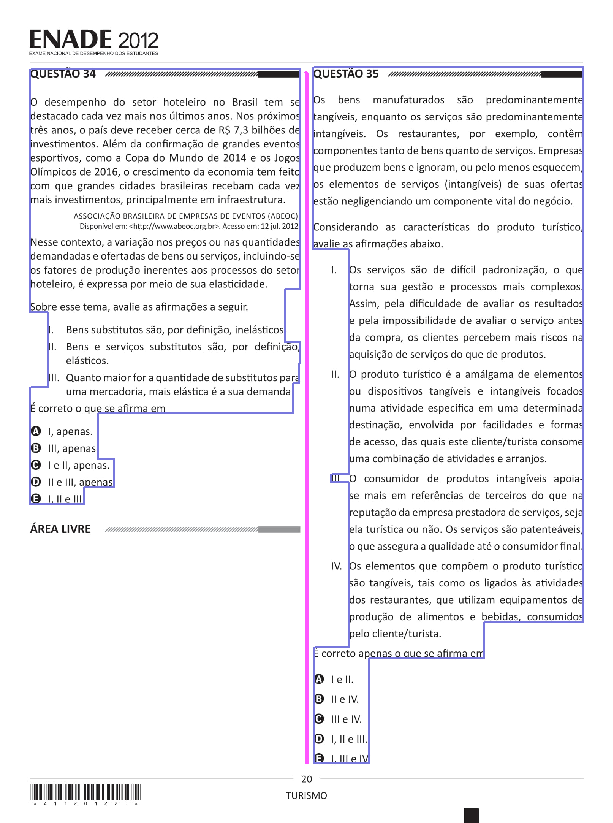 ENADE 2012
EXAME NACIONAL DE DESEMPENHO DOS ESTUDANTES
QUESTÃO 34
O desempenho do setor hoteleiro no Brasil tem se
destacado cada vez mais nos últimos anos. Nos próximos
três anos, o país deve receber cerca de R$ 7,3 bilhões de
investimentos. Além da confirmação de grandes eventos
esportivos, como a Copa do Mundo de 2014 e os Jogos
Olímpicos de 2016, o crescimento da economia tem feito
com que grandes cidades brasileiras recebam cada vez
mais investimentos, principalmente em infraestrutura.
ASSOCIAÇÃO BRASILEIRA DE EMPRESAS DE EVENTOS (ABEOC).
Disponível em: <http://www.abeoc.org.br>. Acesso em: 12 jul. 2012.
Nesse contexto, a variação nos preços ou nas quantidades
demandadas e ofertadas de bens ou serviços, incluindo-se
os fatores de produção inerentes aos processos do setor
hoteleiro, é expressa por meio de sua elasticidade.
Sobre esse tema, avalie as afirmações a seguir.
I. Bens substitutos são, por definição, inelásticos.
II. Bens e serviços substitutos são, por definição,
elásticos.
III. Quanto maior for a quantidade de substitutos para
uma mercadoria, mais elástica é a sua demanda.
É correto o que se afirma em
A I, apenas.
B III, apenas.
C I e II, apenas.
D II e III, apenas.
E I, II e III.
ÁREA LIVRE
QUESTÃO 35
Os bens manufaturados são predominantemente
tangíveis, enquanto os serviços são predominantemente
intangíveis. Os restaurantes, por exemplo, contêm
componentes tanto de bens quanto de serviços. Empresas
que produzem bens e ignoram, ou pelo menos esquecem,
os elementos de serviços (intangíveis) de suas ofertas
estão negligenciando um componente vital do negócio.
Considerando as características do produto turístico,
avalie as afirmações abaixo.
I. Os serviços são de difícil padronização, o que
torna sua gestão e processos mais complexos.
Assim, pela dificuldade de avaliar os resultados
e pela impossibilidade de avaliar o serviço antes
da compra, os clientes percebem mais riscos na
aquisição de serviços do que de produtos.
II. O produto turístico é a amálgama de elementos
ou dispositivos tangíveis e intangíveis focados
numa atividade específica em uma determinada
destinação, envolvida por facilidades e formas
de acesso, das quais este cliente/turista consome
uma combinação de atividades e arranjos.
III. O consumidor de produtos intangíveis apoia-
se mais em referências de terceiros do que na
reputação da empresa prestadora de serviços, seja
ela turística ou não. Os serviços são patenteáveis,
o que assegura a qualidade até o consumidor final.
IV. Os elementos que compõem o produto turístico
são tangíveis, tais como os ligados às atividades
dos restaurantes, que utilizam equipamentos de
produção de alimentos e bebidas, consumidos
pelo cliente/turista.
É correto apenas o que se afirma em
A I e II.
B II e IV.
C III e IV.
D I, II e III.
E I, III e IV.
20
TURISMO